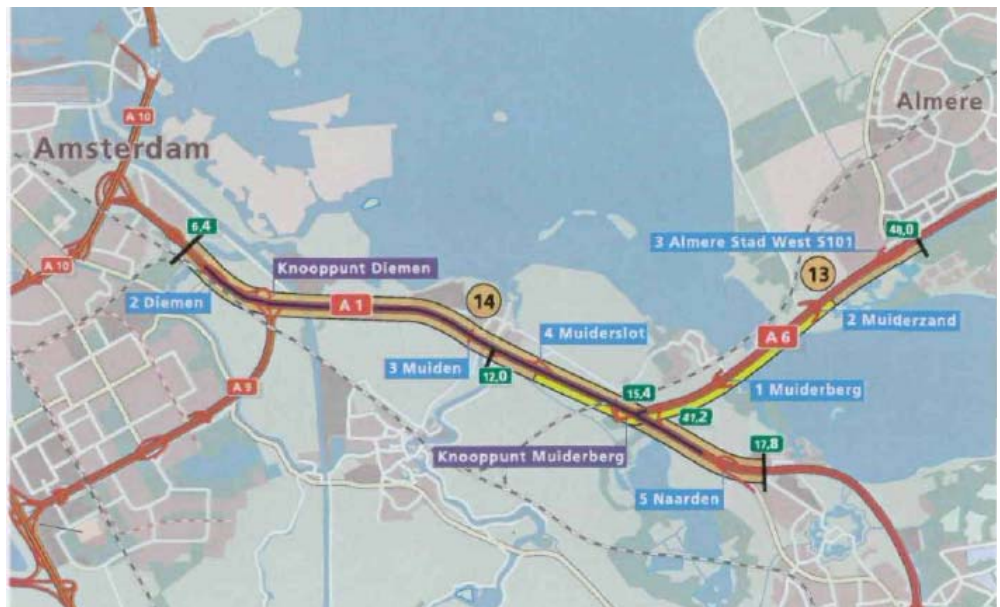 Almere
A 10
Amsterdam
6,4
48,0
3 Almere Stad West S101
A 10
Knooppunt Diemen
13
2 Diemen
A 1
14
2 Muiderzand
4 Muiderslot
A 6
3 Muiden
12,0
A 9
15,4
1 Muiderberg
41,2
17,8
Knooppunt Muiderberg
5 Naarden